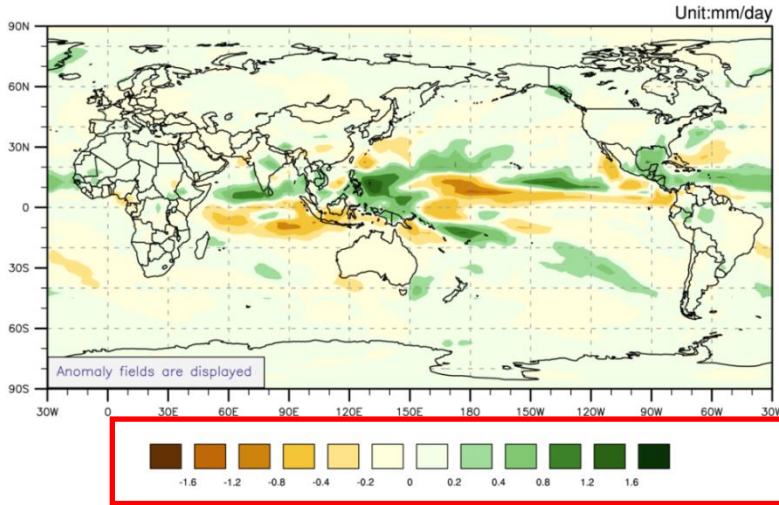 Unit:mm/day
90N
60N
30N
0
30S
60S
90S
Anomaly fields are displayed
30W 0 30E 60E 90E 120E 150E 180 150W 120W 90W 60W 30W
-1.6 -1.2 -0.8 -0.4 -0.2 0 0.2 0.4 0.8 1.2 1.6